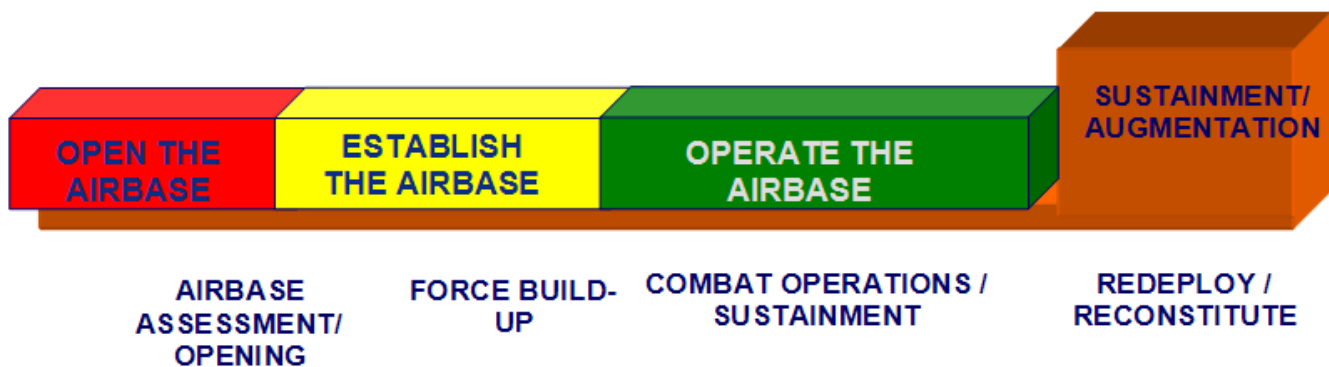 OPEN THE
AIRBASE
ESTABLISH
THE AIRBASE
OPERATE THE
AIRBASE
SUSTAINMENT/
AUGMENTATION
AIRBASE
ASSESSMENT/
OPENING
FORCE BUILD-
UP
COMBAT OPERATIONS /
SUSTAINMENT
REDEPLOY /
RECONSTITUTE